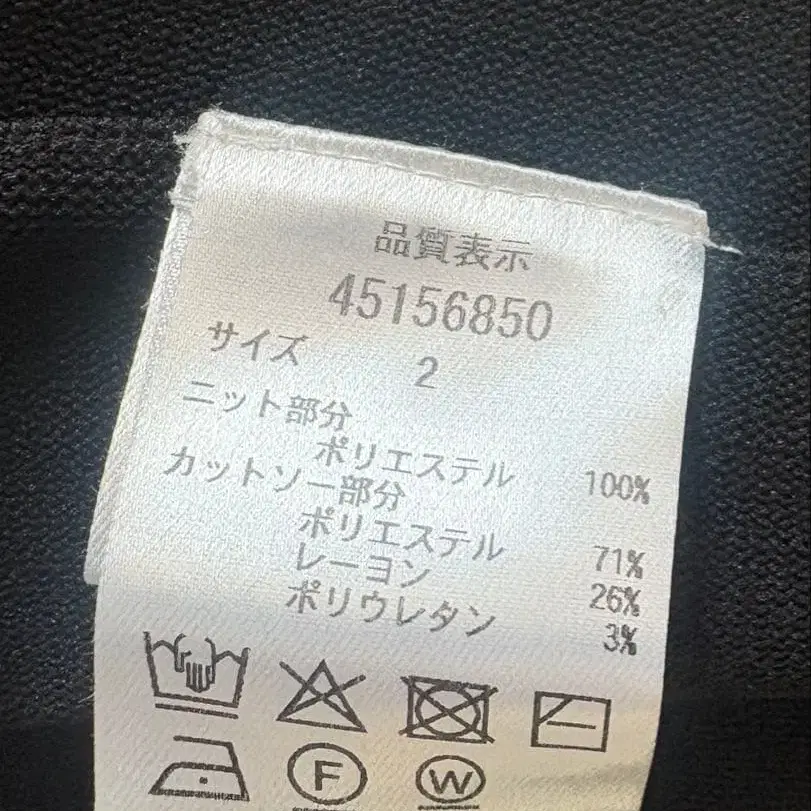 品質表示
45156850
サイズ 2
ニット部分
ポリエステル 100%
カットソー部分
ポリエステル 71%
レーヨン 26%
ポリウレタン 3%
F W